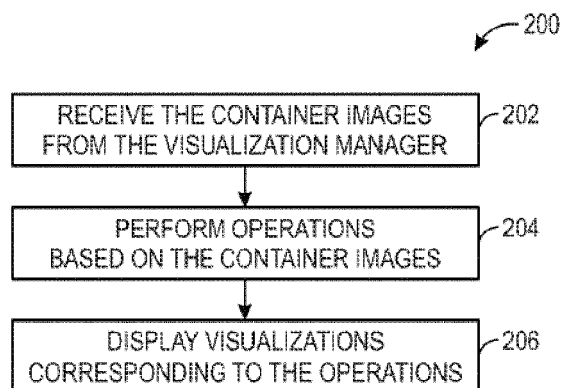 200
RECEIVE THE CONTAINER IMAGES
FROM THE VISUALIZATION MANAGER
202
PERFORM OPERATIONS
BASED ON THE CONTAINER IMAGES
204
DISPLAY VISUALIZATIONS
CORRESPONDING TO THE OPERATIONS
206